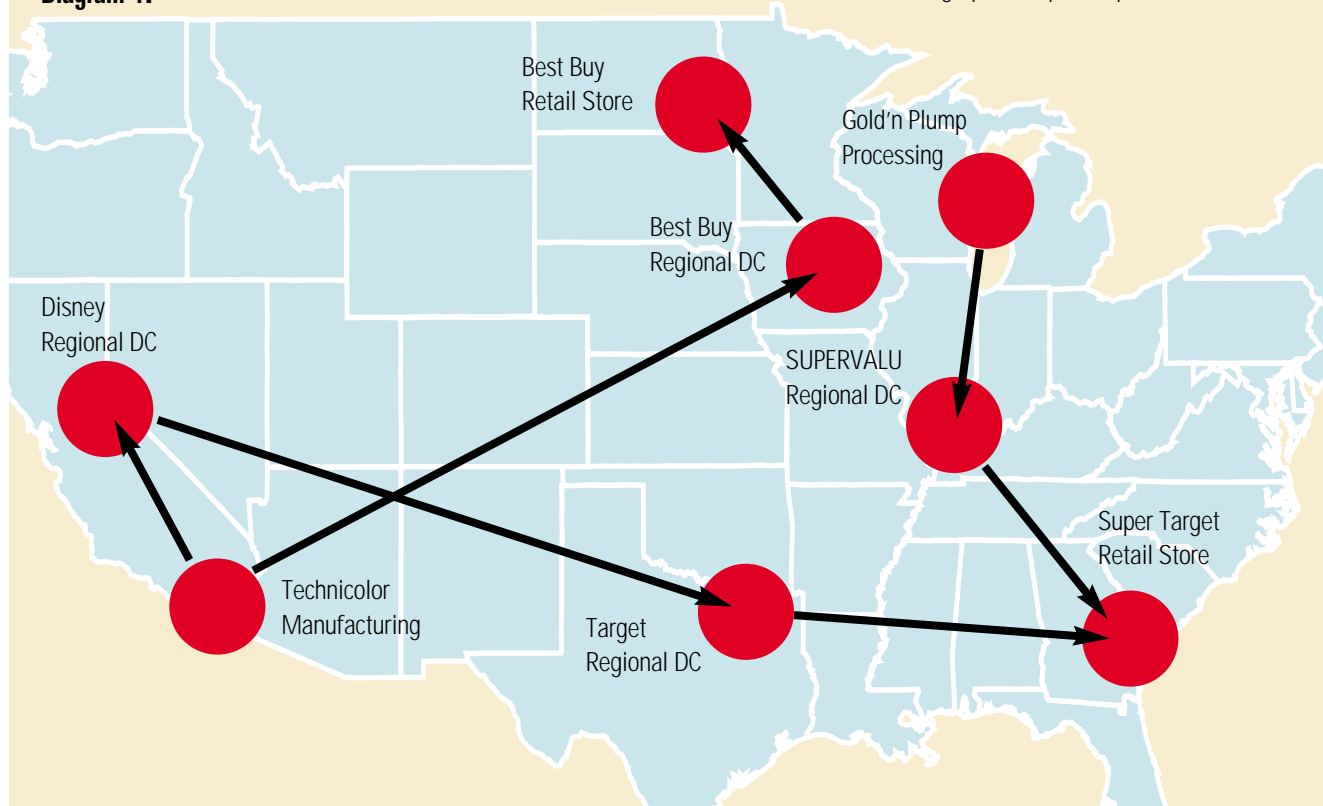 Best Buy
Retail Store
Gold'n Plump
Processing
Best Buy
Regional DC
Disney
Regional DC
SUPERVALU
Regional DC
Super Target
Retail Store
Technicolor
Manufacturing
Target
Regional DC